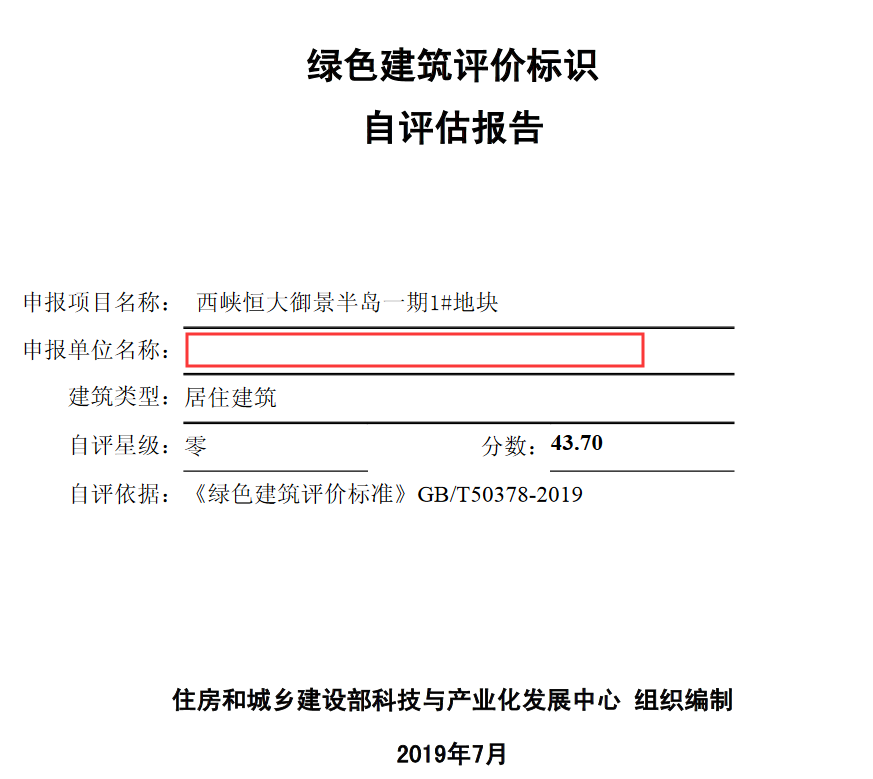 绿色建筑评价标识
自评估报告
申报项目名称： 西峡恒大御景半岛一期1#地块
申报单位名称：
建筑类型：居住建筑
自评星级：零 分数：43.70
自评依据：《绿色建筑评价标准》GB/T50378-2019
住房和城乡建设部科技与产业化发展中心 组织编制
2019年7月